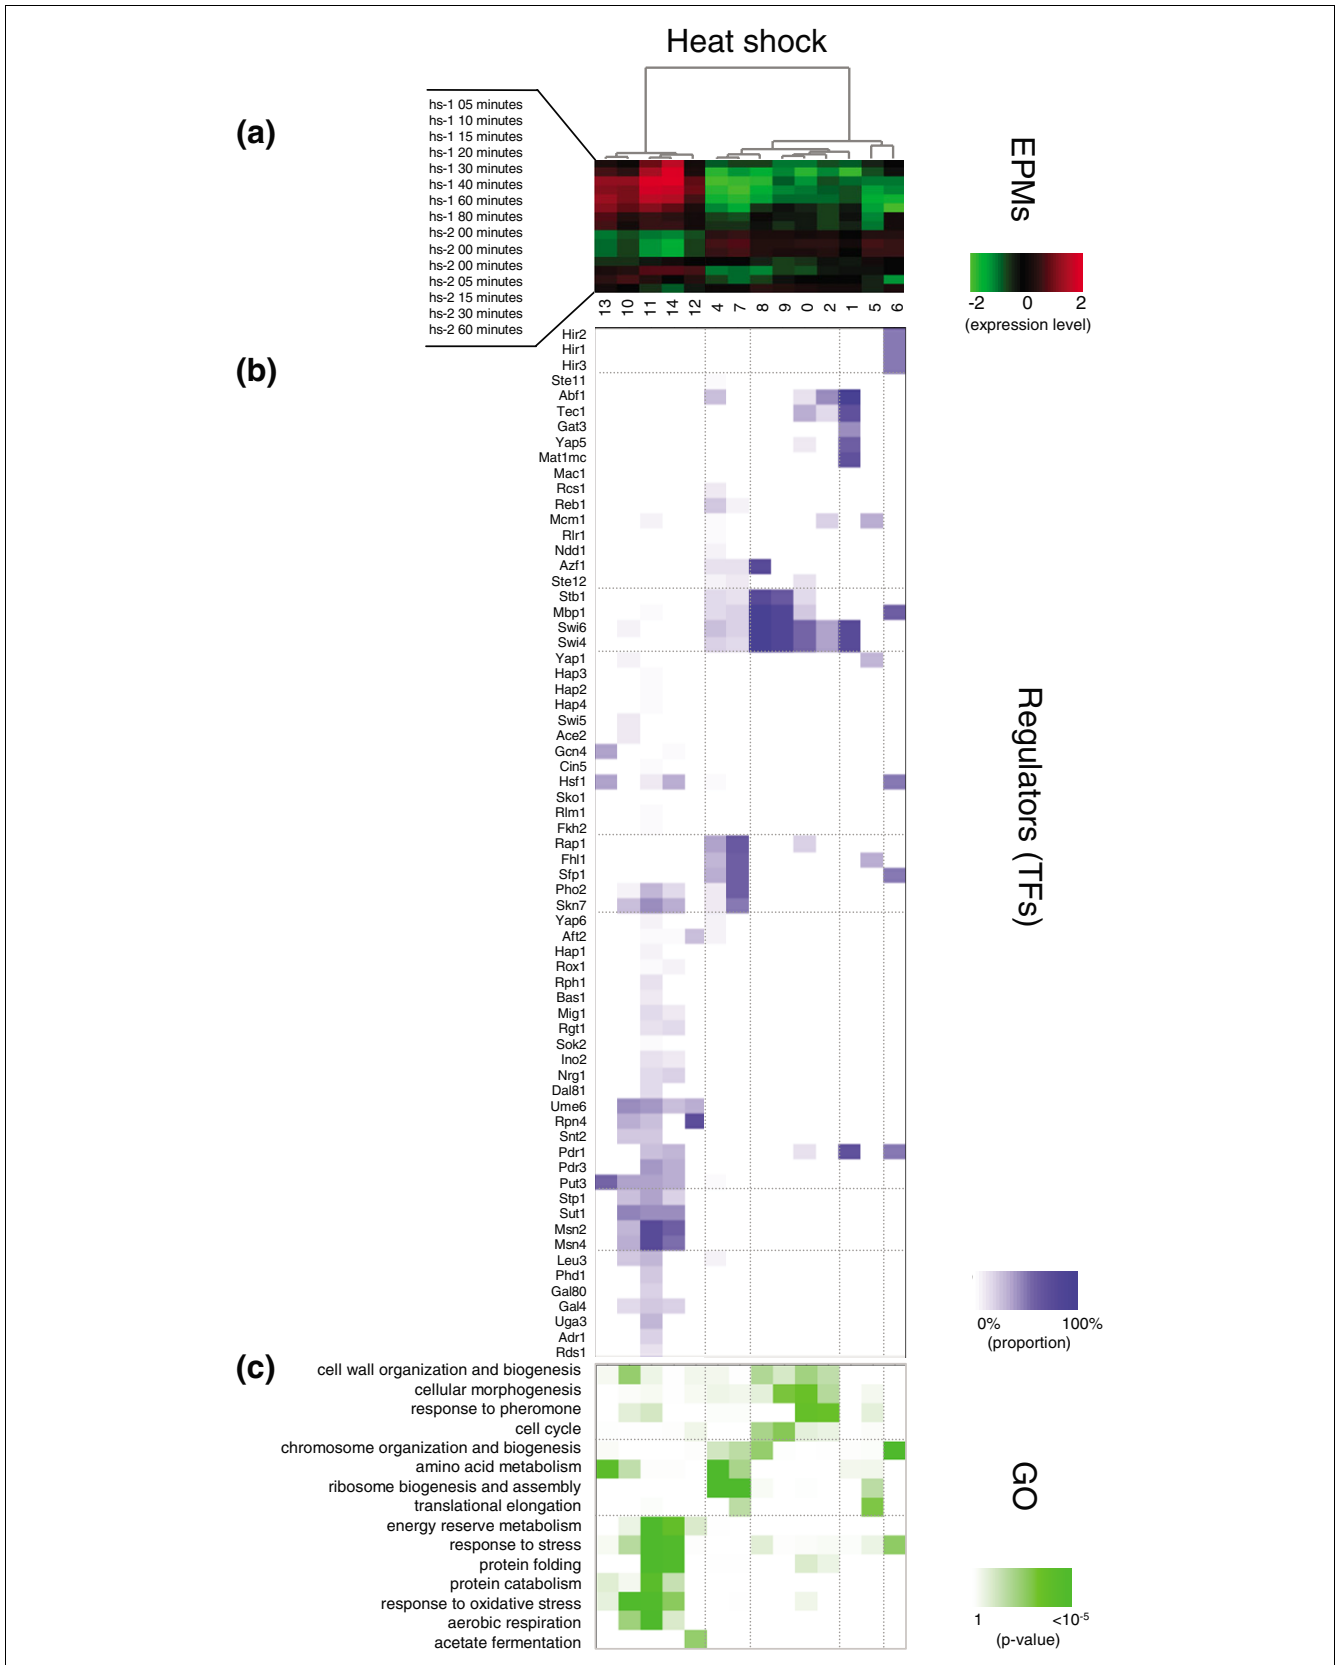 Heat shock
(a)
hs-1 05 minutes
hs-1 10 minutes
hs-1 15 minutes
hs-1 20 minutes
hs-1 30 minutes
hs-1 40 minutes
hs-1 60 minutes
hs-1 80 minutes
hs-2 00 minutes
hs-2 00 minutes
hs-2 00 minutes
hs-2 05 minutes
hs-2 15 minutes
hs-2 30 minutes
hs-2 60 minutes
EPMs
-2 0 2
(expression level)
13 10 11 14 12 4 7 8 9 0 2 1 5 6
(b)
Hir2
Hir1
Hir3
Ste11
Abf1
Tec1
Gat3
Yap5
Mat1mc
Mac1
Rcs1
Reb1
Mcm1
Rlr1
Ndd1
Azf1
Ste12
Stb1
Mbp1
Swi6
Swi4
Yap1
Hap3
Hap2
Hap4
Swi5
Ace2
Gcn4
Cin5
Hsf1
Sko1
Rlm1
Fkh2
Rap1
Fhl1
Sfp1
Pho2
Skn7
Yap6
Aft2
Hap1
Rox1
Rph1
Bas1
Mig1
Rgt1
Sok2
Ino2
Nrg1
Dal81
Ume6
Rpn4
Snt2
Pdr1
Pdr3
Put3
Stp1
Sut1
Msn2
Msn4
Leu3
Phd1
Gal80
Gal4
Uga3
Adr1
Rds1
Regulators (TFs)
0% 100%
(proportion)
(c)
cell wall organization and biogenesis
cellular morphogenesis
response to pheromone
cell cycle
chromosome organization and biogenesis
amino acid metabolism
ribosome biogenesis and assembly
translational elongation
energy reserve metabolism
response to stress
protein folding
protein catabolism
response to oxidative stress
aerobic respiration
acetate fermentation
GO
1 <10-5
(p-value)